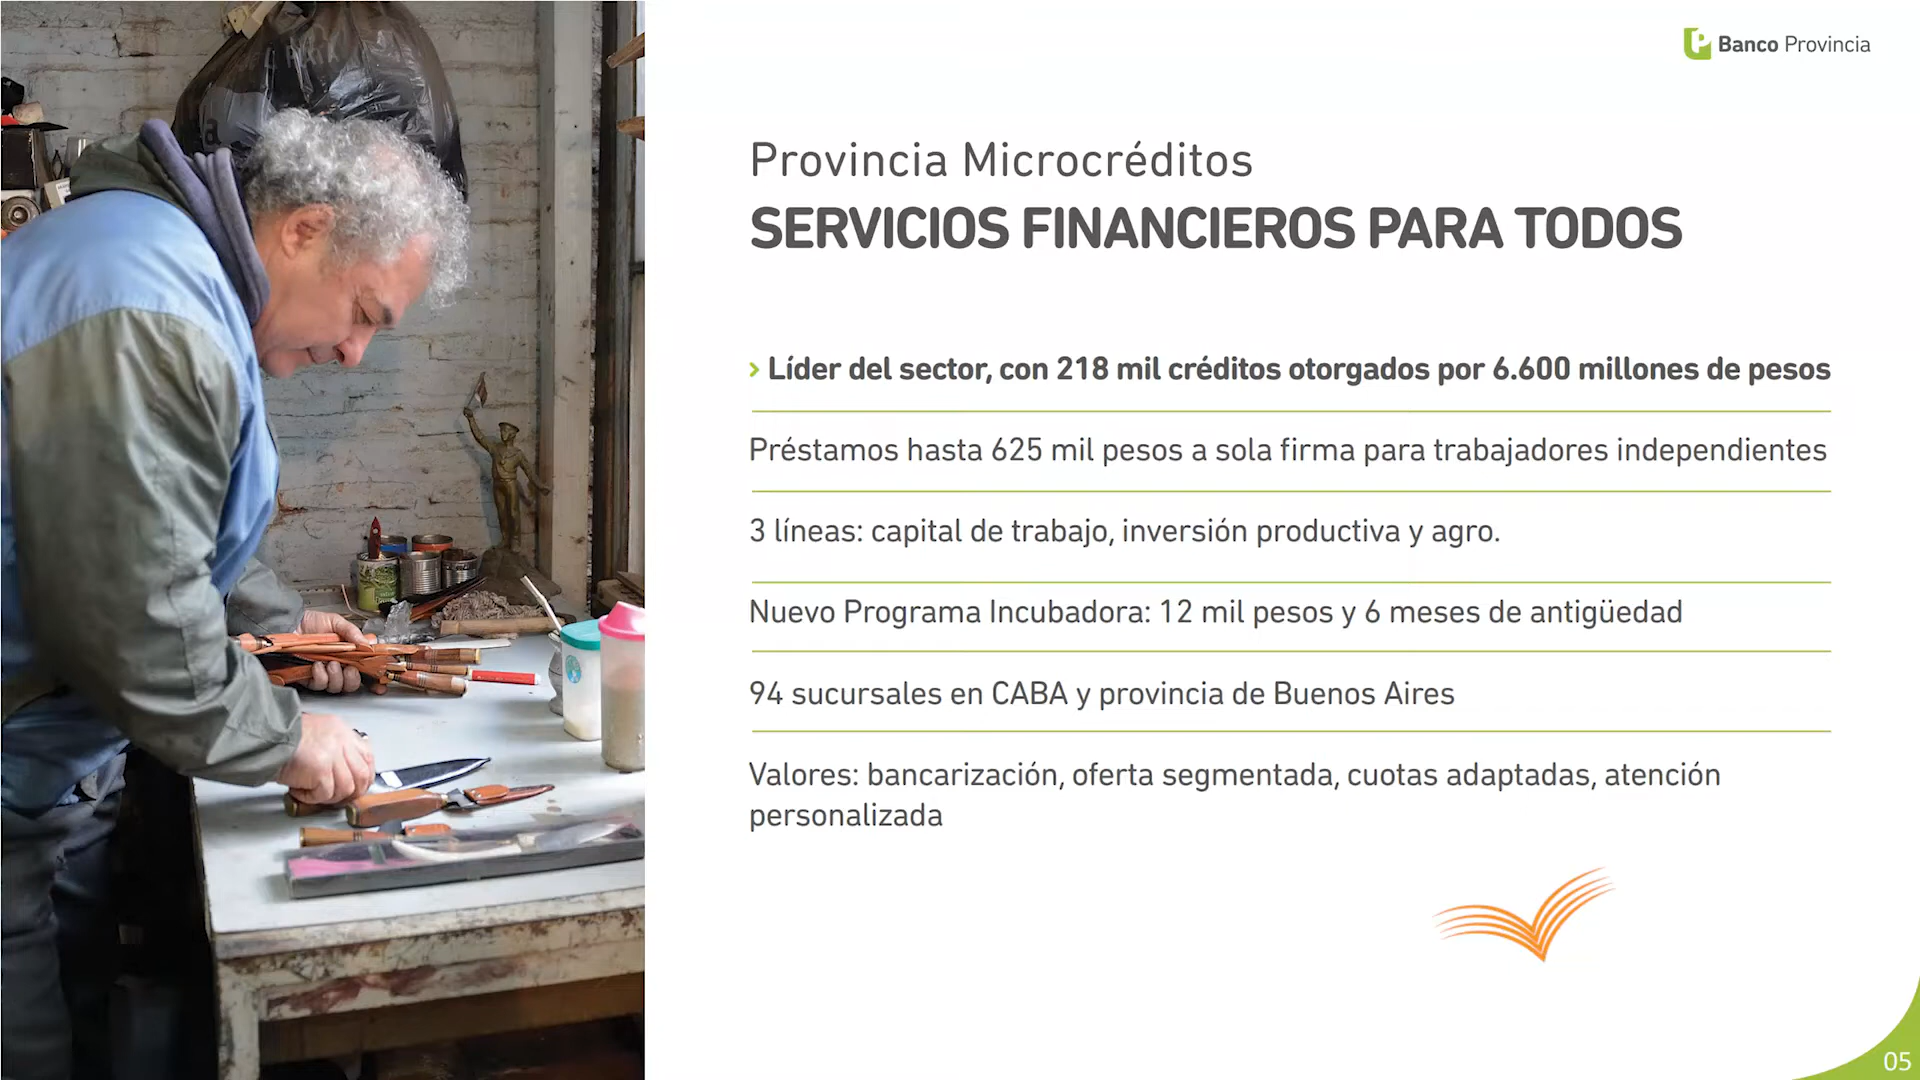 Banco Provincia
Provincia Microcréditos
SERVICIOS FINANCIEROS PARA TODOS
› Líder del sector, con 218 mil créditos otorgados por 6.600 millones de pesos
Préstamos hasta 625 mil pesos a sola firma para trabajadores independientes
3 líneas: capital de trabajo, inversión productiva y agro.
Nuevo Programa Incubadora: 12 mil pesos y 6 meses de antigüedad
94 sucursales en CABA y provincia de Buenos Aires
Valores: bancarización, oferta segmentada, cuotas adaptadas, atención
personalizada
05